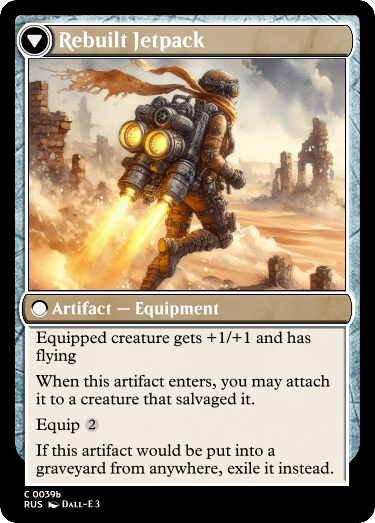 Rebuilt Jetpack
Artifact — Equipment
Equipped creature gets +1/+1 and has
flying
When this artifact enters, you may attach
it to a creature that salvaged it.
Equip 2
If this artifact would be put into a
graveyard from anywhere, exile it instead.
C 0039b
RUS DALL-E 3